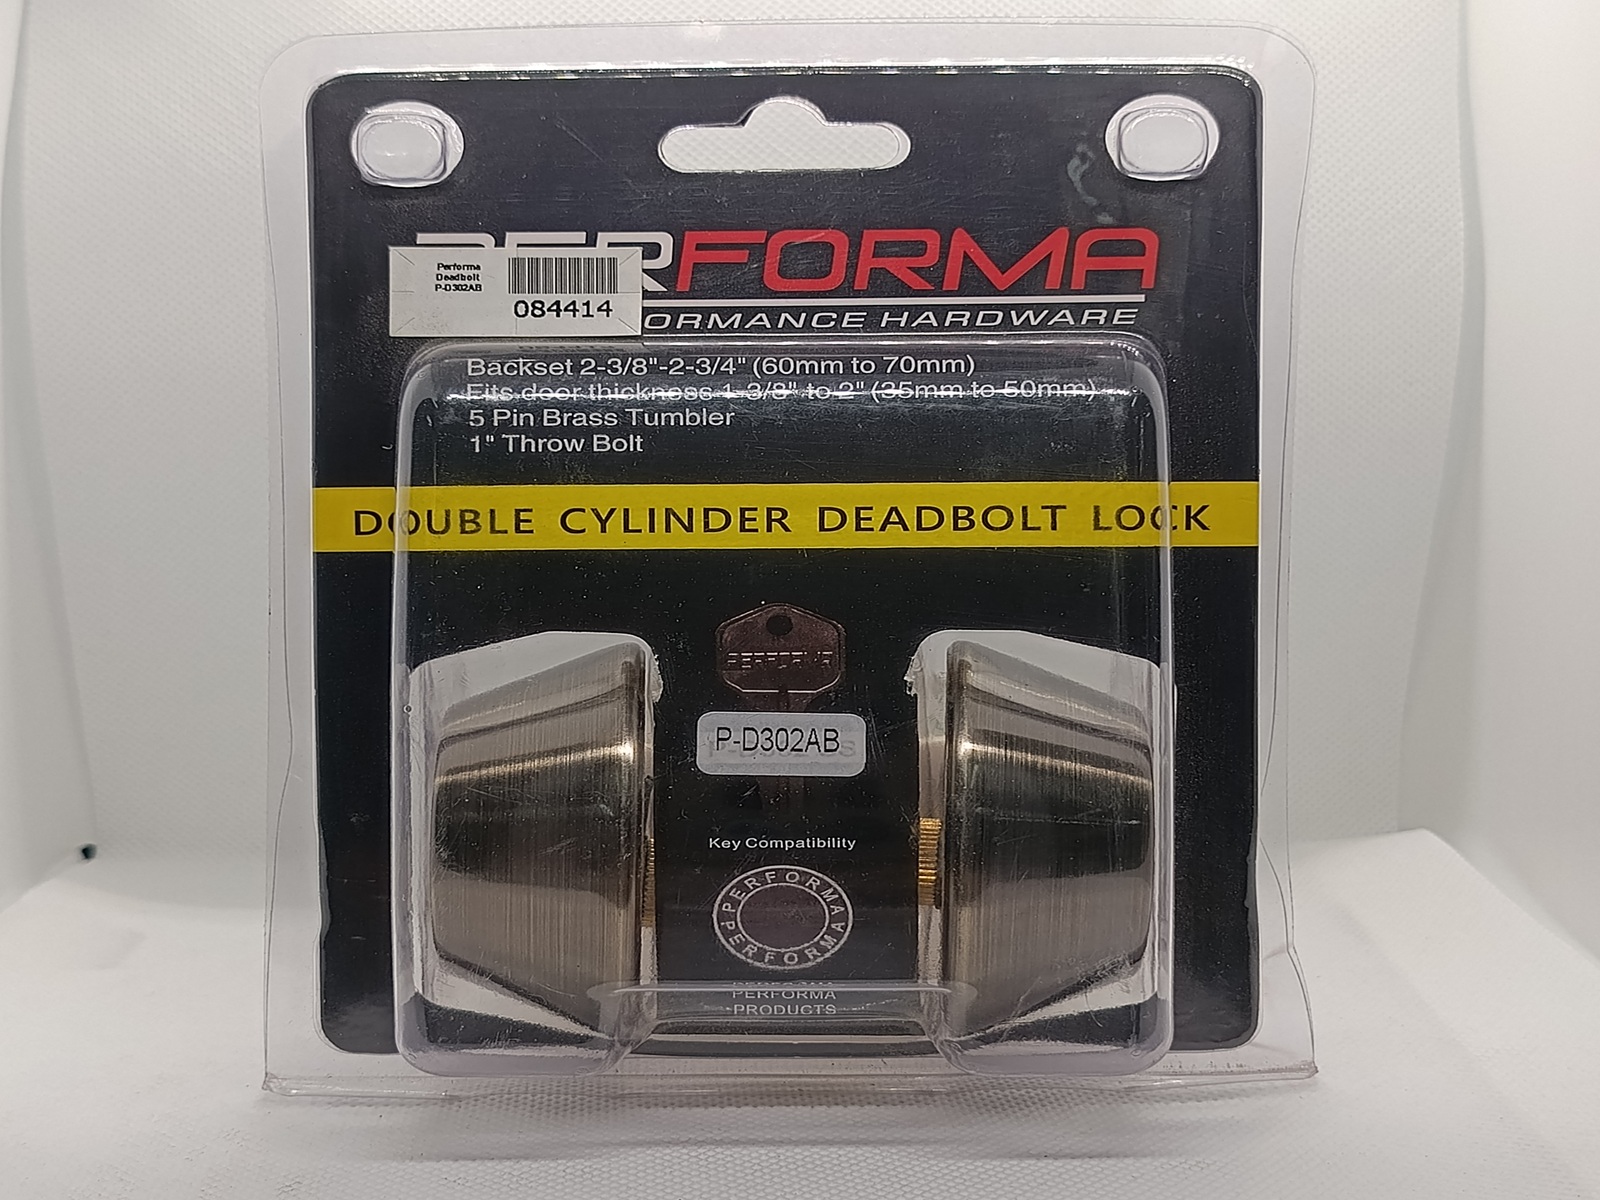 PERFORMA
Performa
Deadbolt
P-D302AB
084414
ORMANCE HARDWARE
Backset 2-3/8"-2-3/4" (60mm to 70mm)
Fits door thickness 1-3/8" to 2" (35mm to 50mm)
5 Pin Brass Tumbler
1" Throw Bolt
DOUBLE CYLINDER DEADBOLT LOCK
PERFORMA
P-D302AB
Key Compatibility
PERFORMA
PERFORMA
PERFORMA
PRODUCTS